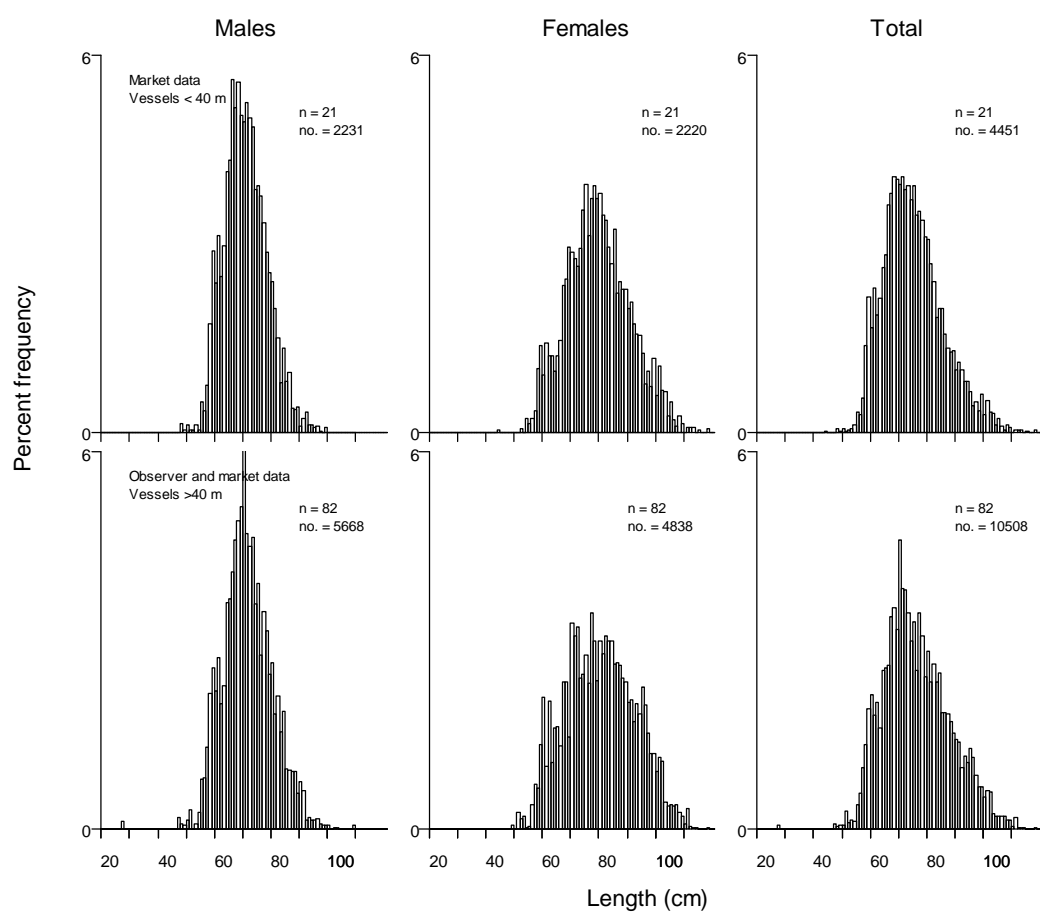 Males Females Total
6 6 6
Market data
Vessels < 40 m
n = 21 n = 21 n = 21
no. = 2231 no. = 2220 no. = 4451
Percent frequency
0 0 0
6 6 6
Observer and market data
Vessels >40 m
n = 82 n = 82 n = 82
no. = 5668 no. = 4838 no. = 10508
0 0 0
20 40 60 80 100 20 40 60 80 100 20 40 60 80 100
Length (cm)